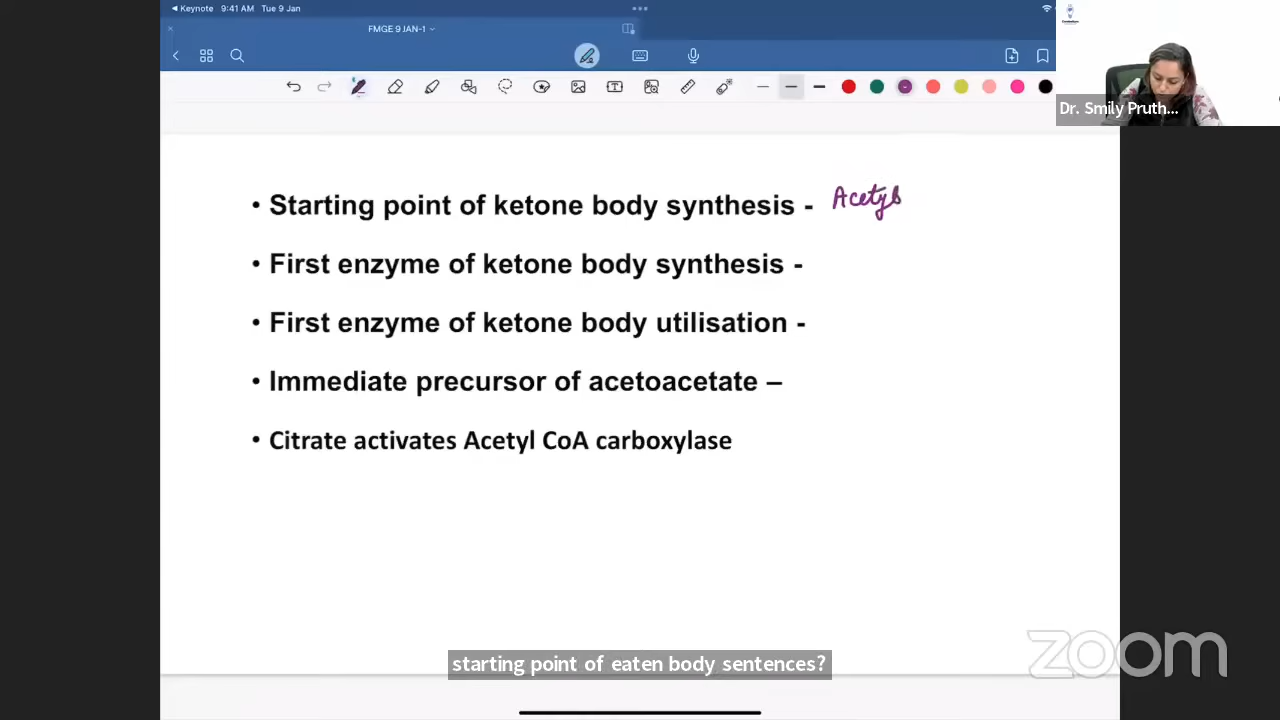 Keynote 9:41 AM Tue 9 Jan
FMGE 9 JAN-1
Dr. Smily Pruth...
• Starting point of ketone body synthesis - Acetyl
• First enzyme of ketone body synthesis -
• First enzyme of ketone body utilisation -
• Immediate precursor of acetoacetate –
• Citrate activates Acetyl CoA carboxylase
zoom
starting point of eaten body sentences?